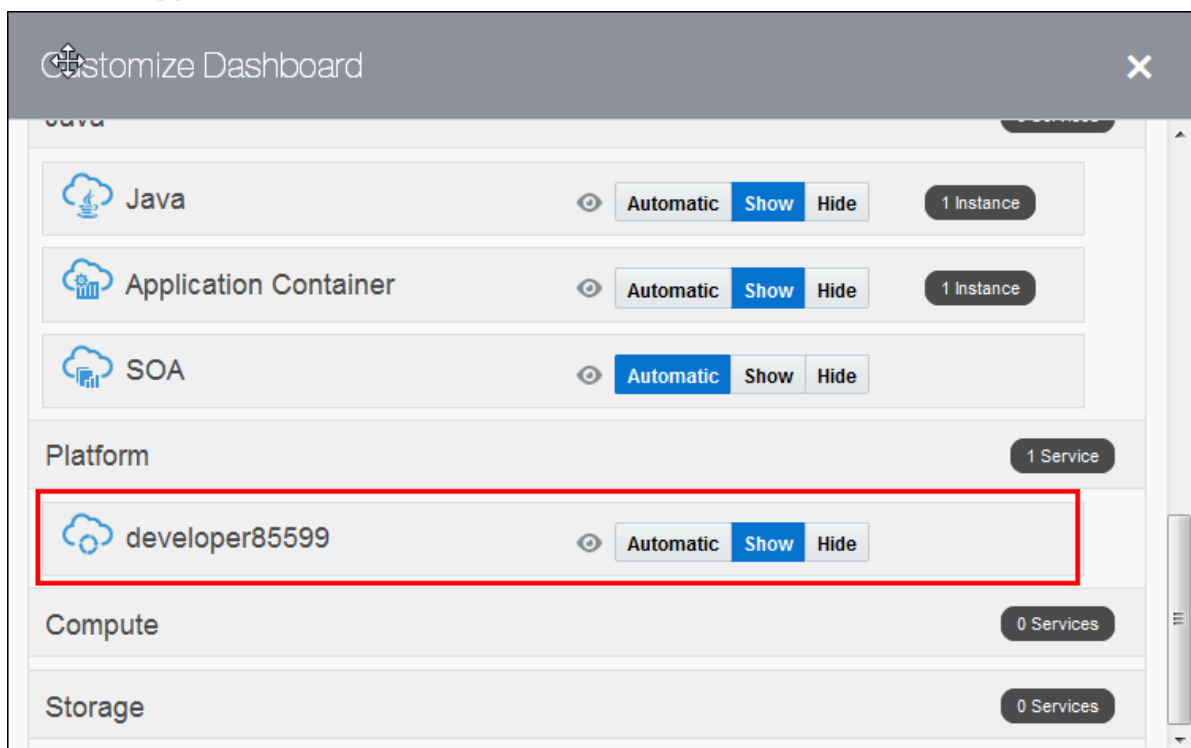 Customize Dashboard
Java
Java Automatic Show Hide 1 Instance
Application Container Automatic Show Hide 1 Instance
SOA Automatic Show Hide
Platform 1 Service
developer85599 Automatic Show Hide
Compute 0 Services
Storage 0 Services